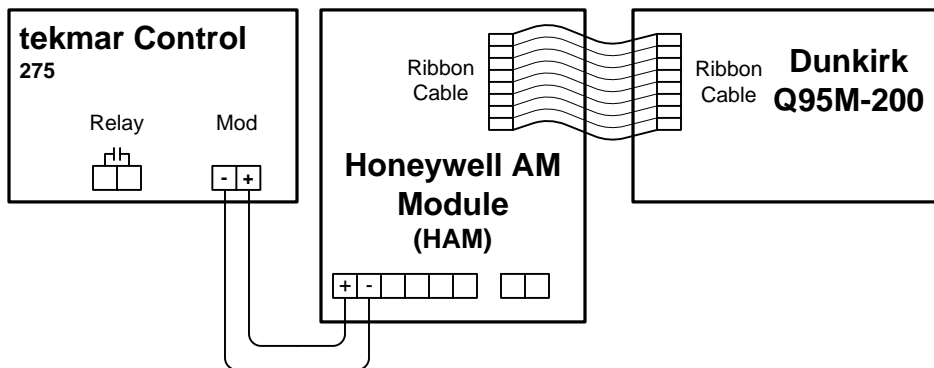 tekmar Control
275
Relay
Mod
- +
Ribbon
Cable
Honeywell AM
Module
(HAM)
+ -
Ribbon
Cable
Dunkirk
Q95M-200